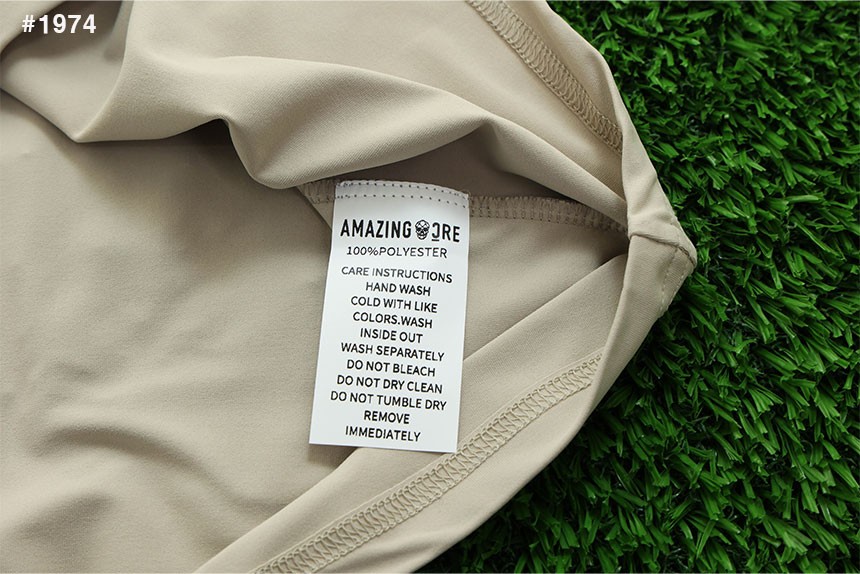 #1974
AMAZING ORE
100%POLYESTER
CARE INSTRUCTIONS
HAND WASH
COLD WITH LIKE
COLORS.WASH
INSIDE OUT
WASH SEPARATELY
DO NOT BLEACH
DO NOT DRY CLEAN
DO NOT TUMBLE DRY
REMOVE
IMMEDIATELY